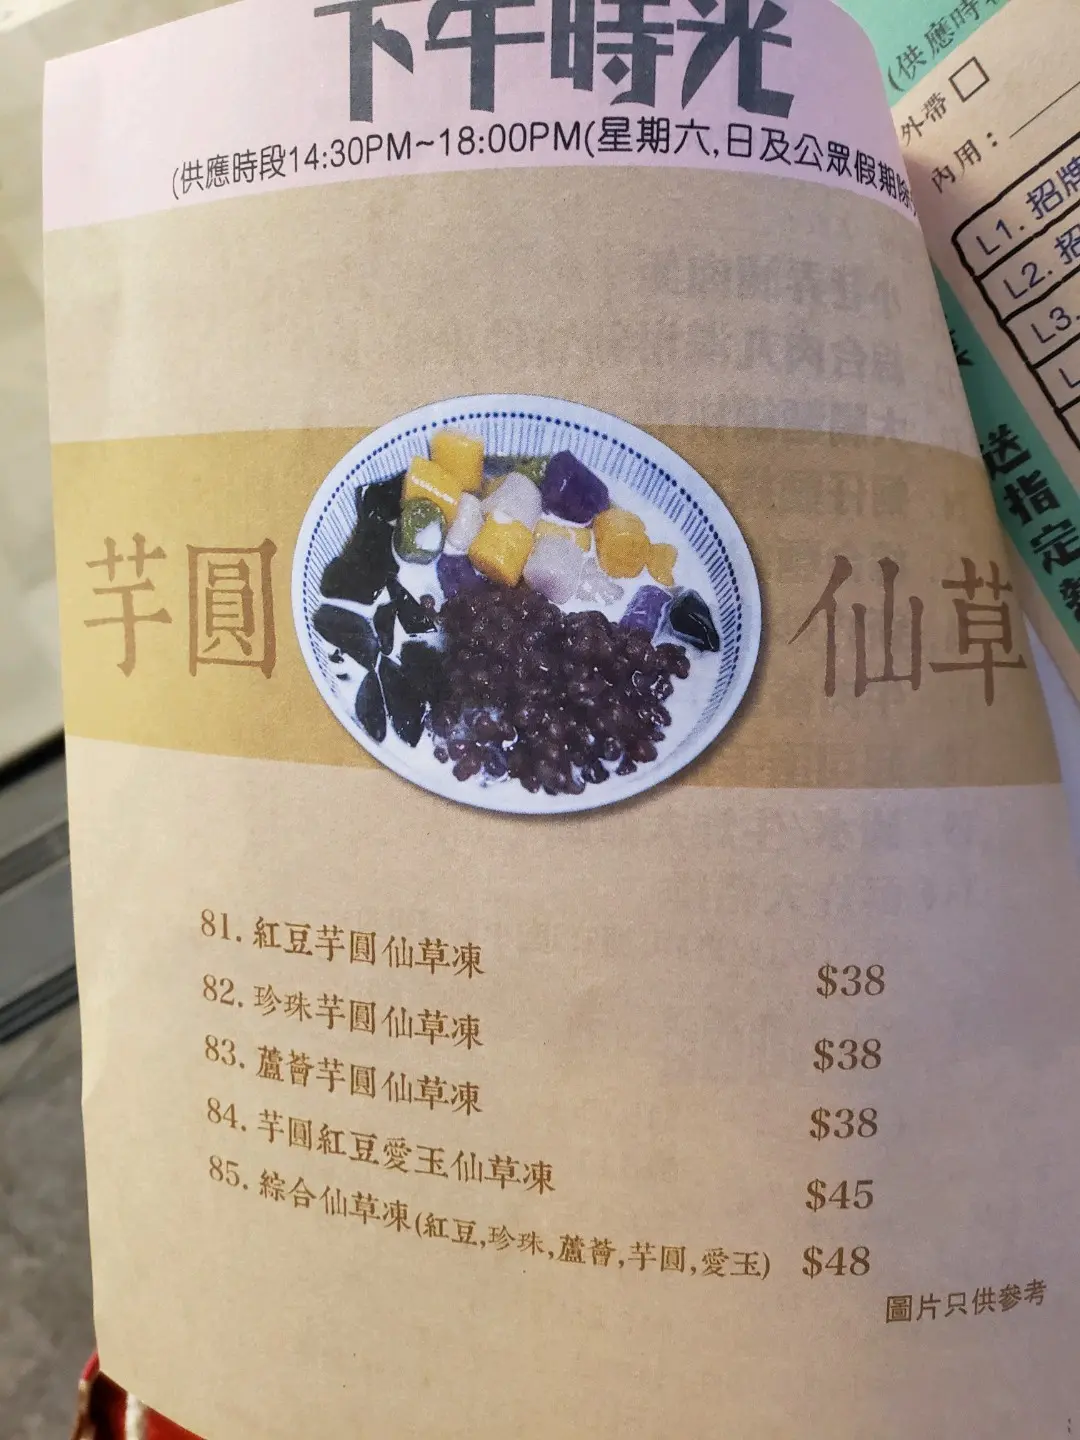 下午時光
(供應時段14:30PM~18:00PM(星期六,日及公眾假期除
芋圓 仙草
81. 紅豆芋圓仙草凍 $38
82. 珍珠芋圓仙草凍 $38
83. 蘆薈芋圓仙草凍 $38
84. 芋圓紅豆愛玉仙草凍 $45
85. 綜合仙草凍(紅豆,珍珠,蘆薈,芋圓,愛玉) $48
圖片只供參考
(供應時
外帶 □
內用：
L1. 招牌
L2. 招
L3.
L
送指定